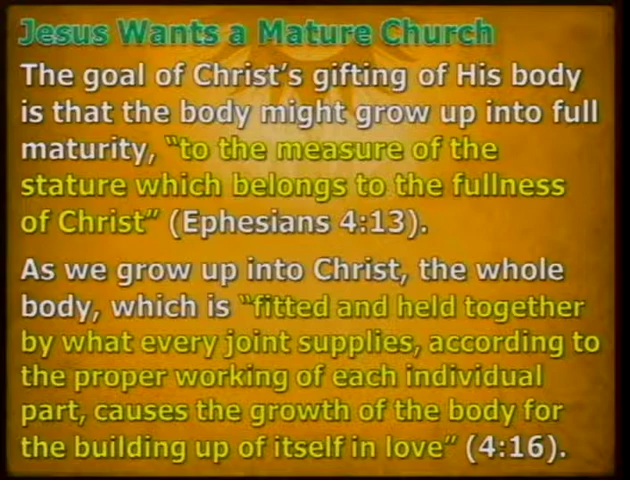 Jesus Wants a Mature Church
The goal of Christ's gifting of His body
is that the body might grow up into full
maturity, "to the measure of the
stature which belongs to the fullness
of Christ" (Ephesians 4:13).
As we grow up into Christ, the whole
body, which is "fitted and held together
by what every joint supplies, according to
the proper working of each individual
part, causes the growth of the body for
the building up of itself in love" (4:16).